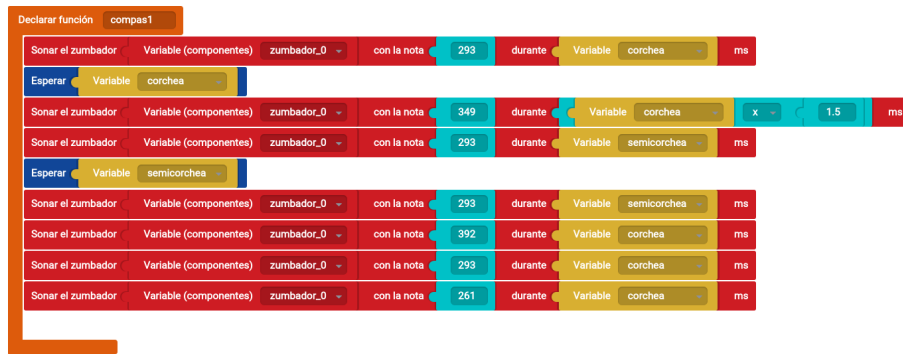 Declarar función compas1
Sonar el zumbador Variable (componentes) zumbador_0 con la nota 293 durante Variable corchea ms
Esperar Variable corchea
Sonar el zumbador Variable (componentes) zumbador_0 con la nota 349 durante Variable corchea x 1.5 ms
Sonar el zumbador Variable (componentes) zumbador_0 con la nota 293 durante Variable semicorchea ms
Esperar Variable semicorchea
Sonar el zumbador Variable (componentes) zumbador_0 con la nota 293 durante Variable semicorchea ms
Sonar el zumbador Variable (componentes) zumbador_0 con la nota 392 durante Variable corchea ms
Sonar el zumbador Variable (componentes) zumbador_0 con la nota 293 durante Variable corchea ms
Sonar el zumbador Variable (componentes) zumbador_0 con la nota 261 durante Variable corchea ms